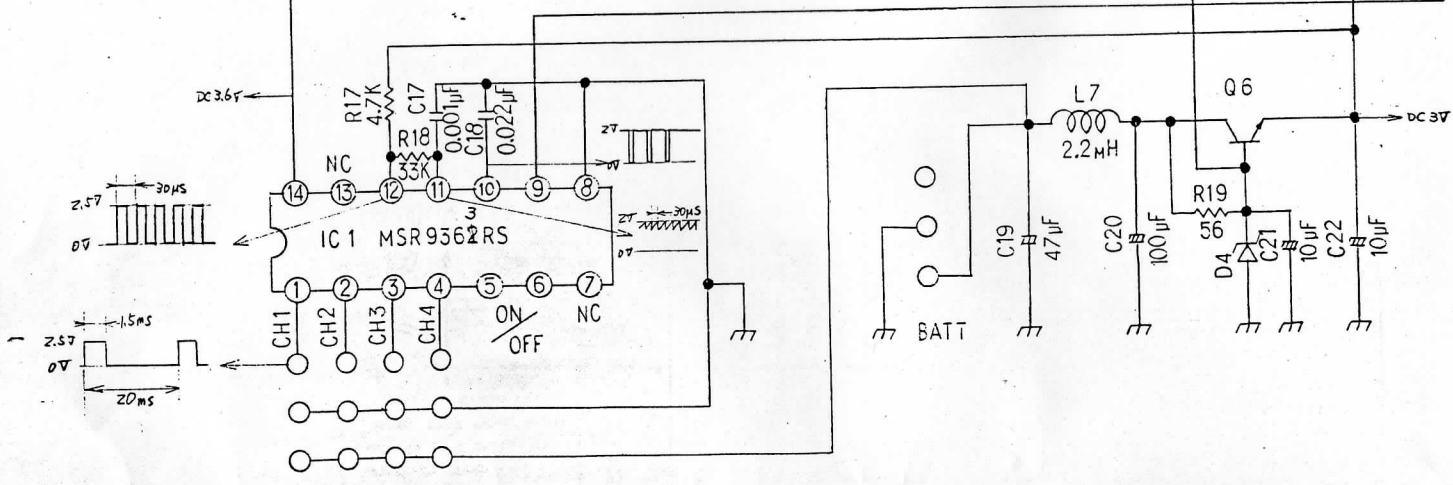 DC3.6V
R17
4.7K
C17
0.001μF
C18
0.022μF
R18
33K
NC
14
13
12
11
10
9
8
2V
0V
L7
2.2MH
Q6
DC 3V
2.5V
30μS
0V
IC1 MSR9362RS
3
2V
30μS
0V
R19
56
C19
47μF
C20
100μF
D4
C21
10μF
C22
10μF
1
2
3
4
5
6
7
CH1
CH2
CH3
CH4
ON/OFF
NC
BATT
1.5ms
2.5V
0V
20ms